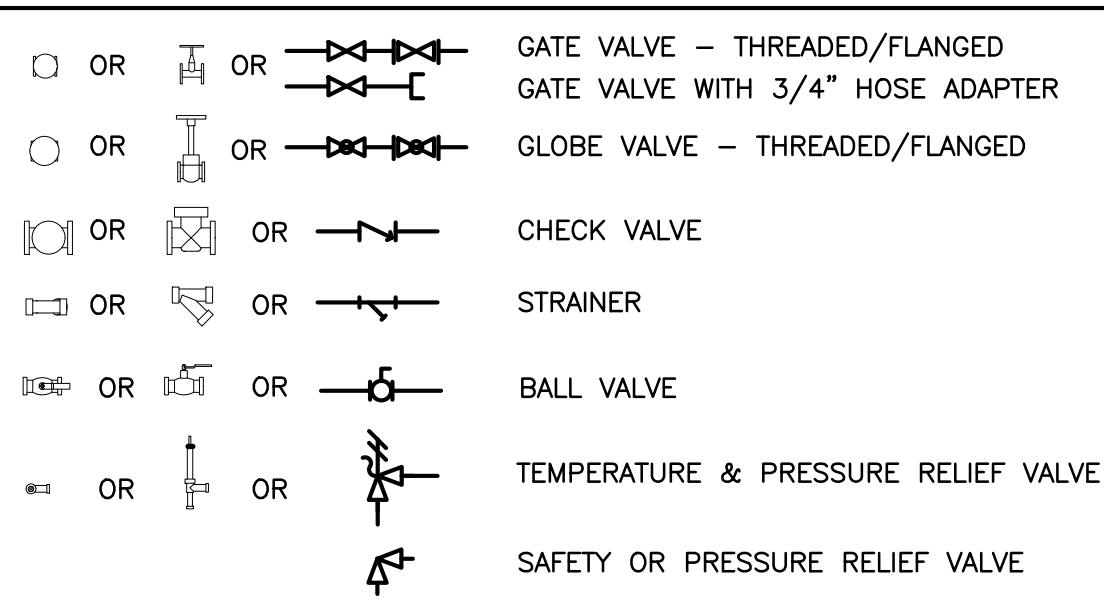 OR OR GATE VALVE – THREADED/FLANGED
GATE VALVE WITH 3/4" HOSE ADAPTER
OR OR GLOBE VALVE – THREADED/FLANGED
OR OR CHECK VALVE
OR OR STRAINER
OR OR BALL VALVE
OR OR TEMPERATURE & PRESSURE RELIEF VALVE
SAFETY OR PRESSURE RELIEF VALVE